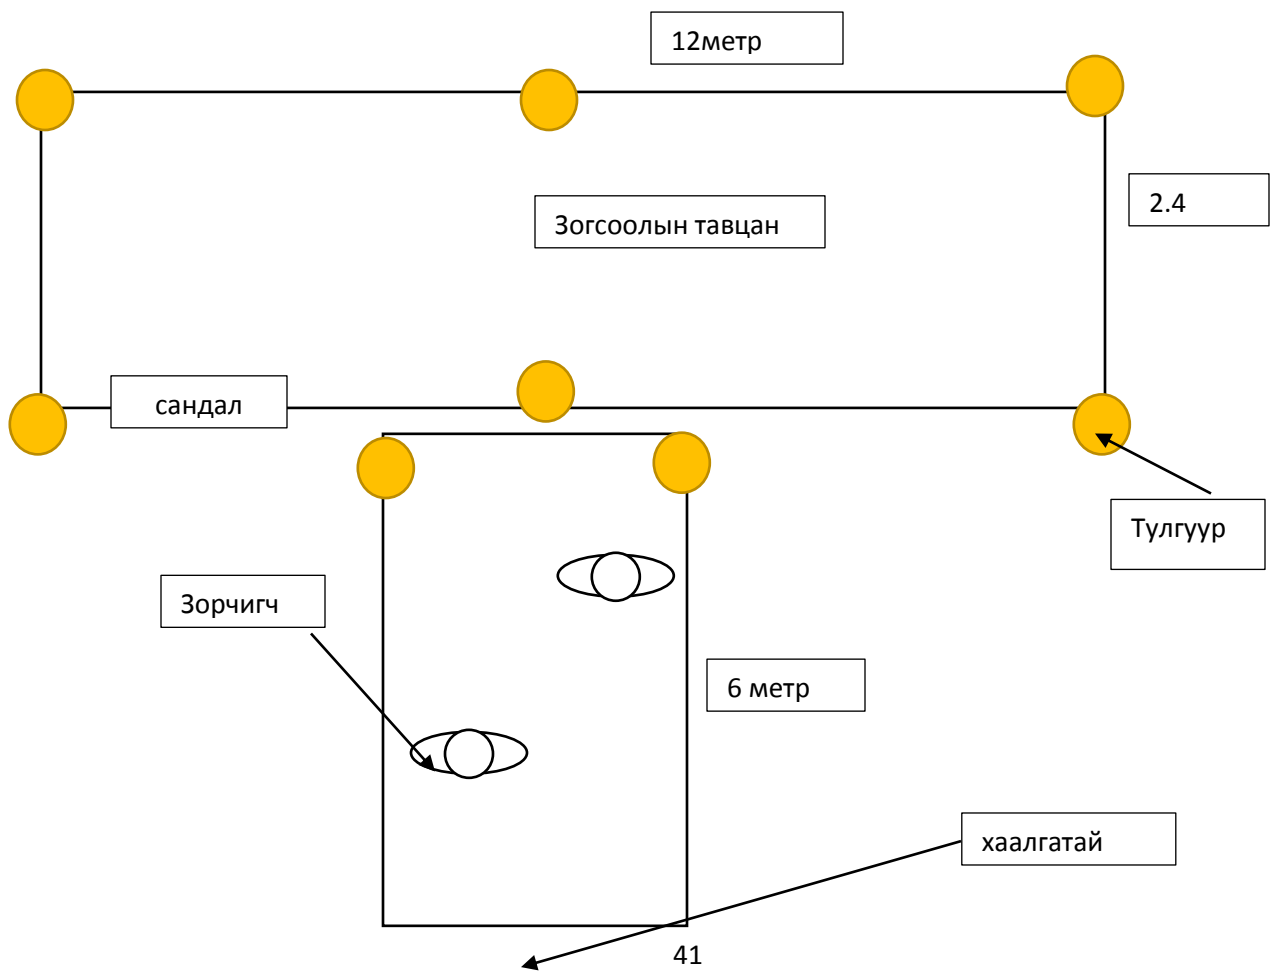 12метр
2.4
Зогсоолын тавцан
сандал
Тулгуур
Зорчигч
6 метр
хаалгатай
41